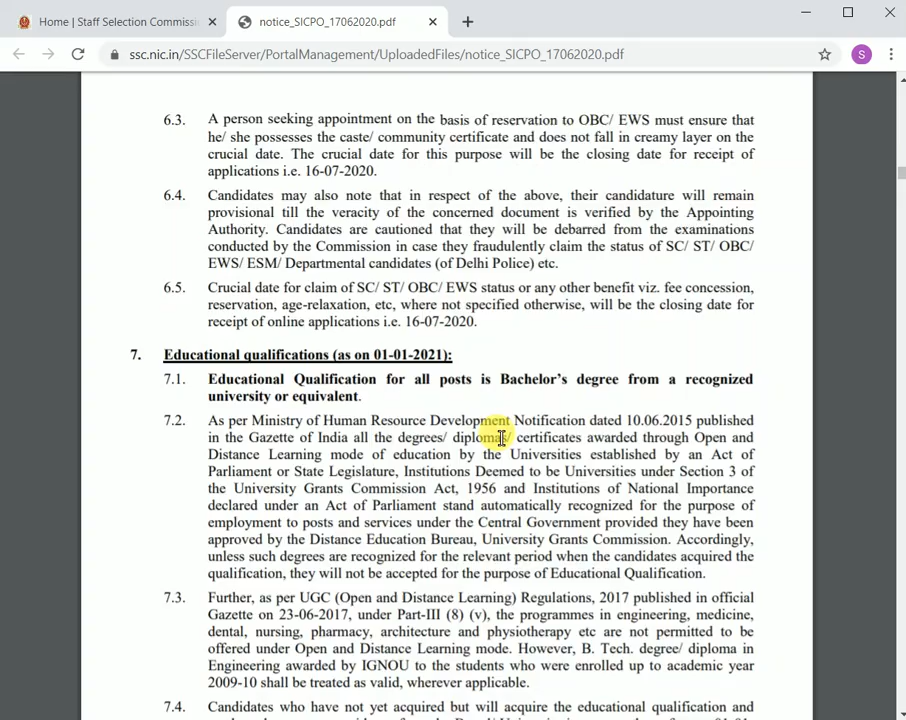 Home | Staff Selection Commissi
notice_SICPO_17062020.pdf
ssc.nic.in/SSCFileServer/PortalManagement/UploadedFiles/notice_SICPO_17062020.pdf
S
6.3. A person seeking appointment on the basis of reservation to OBC/ EWS must ensure that
he/ she possesses the caste/ community certificate and does not fall in creamy layer on the
crucial date. The crucial date for this purpose will be the closing date for receipt of
applications i.e. 16-07-2020.
6.4. Candidates may also note that in respect of the above, their candidature will remain
provisional till the veracity of the concerned document is verified by the Appointing
Authority. Candidates are cautioned that they will be debarred from the examinations
conducted by the Commission in case they fraudulently claim the status of SC/ ST/ OBC/
EWS/ ESM/ Departmental candidates (of Delhi Police) etc.
6.5. Crucial date for claim of SC/ ST/ OBC/ EWS status or any other benefit viz. fee concession,
reservation, age-relaxation, etc, where not specified otherwise, will be the closing date for
receipt of online applications i.e. 16-07-2020.
7. Educational qualifications (as on 01-01-2021):
7.1. Educational Qualification for all posts is Bachelor's degree from a recognized
university or equivalent.
7.2. As per Ministry of Human Resource Development Notification dated 10.06.2015 published
in the Gazette of India all the degrees/ diplomas/ certificates awarded through Open and
Distance Learning mode of education by the Universities established by an Act of
Parliament or State Legislature, Institutions Deemed to be Universities under Section 3 of
the University Grants Commission Act, 1956 and Institutions of National Importance
declared under an Act of Parliament stand automatically recognized for the purpose of
employment to posts and services under the Central Government provided they have been
approved by the Distance Education Bureau, University Grants Commission. Accordingly,
unless such degrees are recognized for the relevant period when the candidates acquired the
qualification, they will not be accepted for the purpose of Educational Qualification.
7.3. Further, as per UGC (Open and Distance Learning) Regulations, 2017 published in official
Gazette on 23-06-2017, under Part-III (8) (v), the programmes in engineering, medicine,
dental, nursing, pharmacy, architecture and physiotherapy etc are not permitted to be
offered under Open and Distance Learning mode. However, B. Tech. degree/ diploma in
Engineering awarded by IGNOU to the students who were enrolled up to academic year
2009-10 shall be treated as valid, wherever applicable.
7.4. Candidates who have not yet acquired but will acquire the educational qualification and